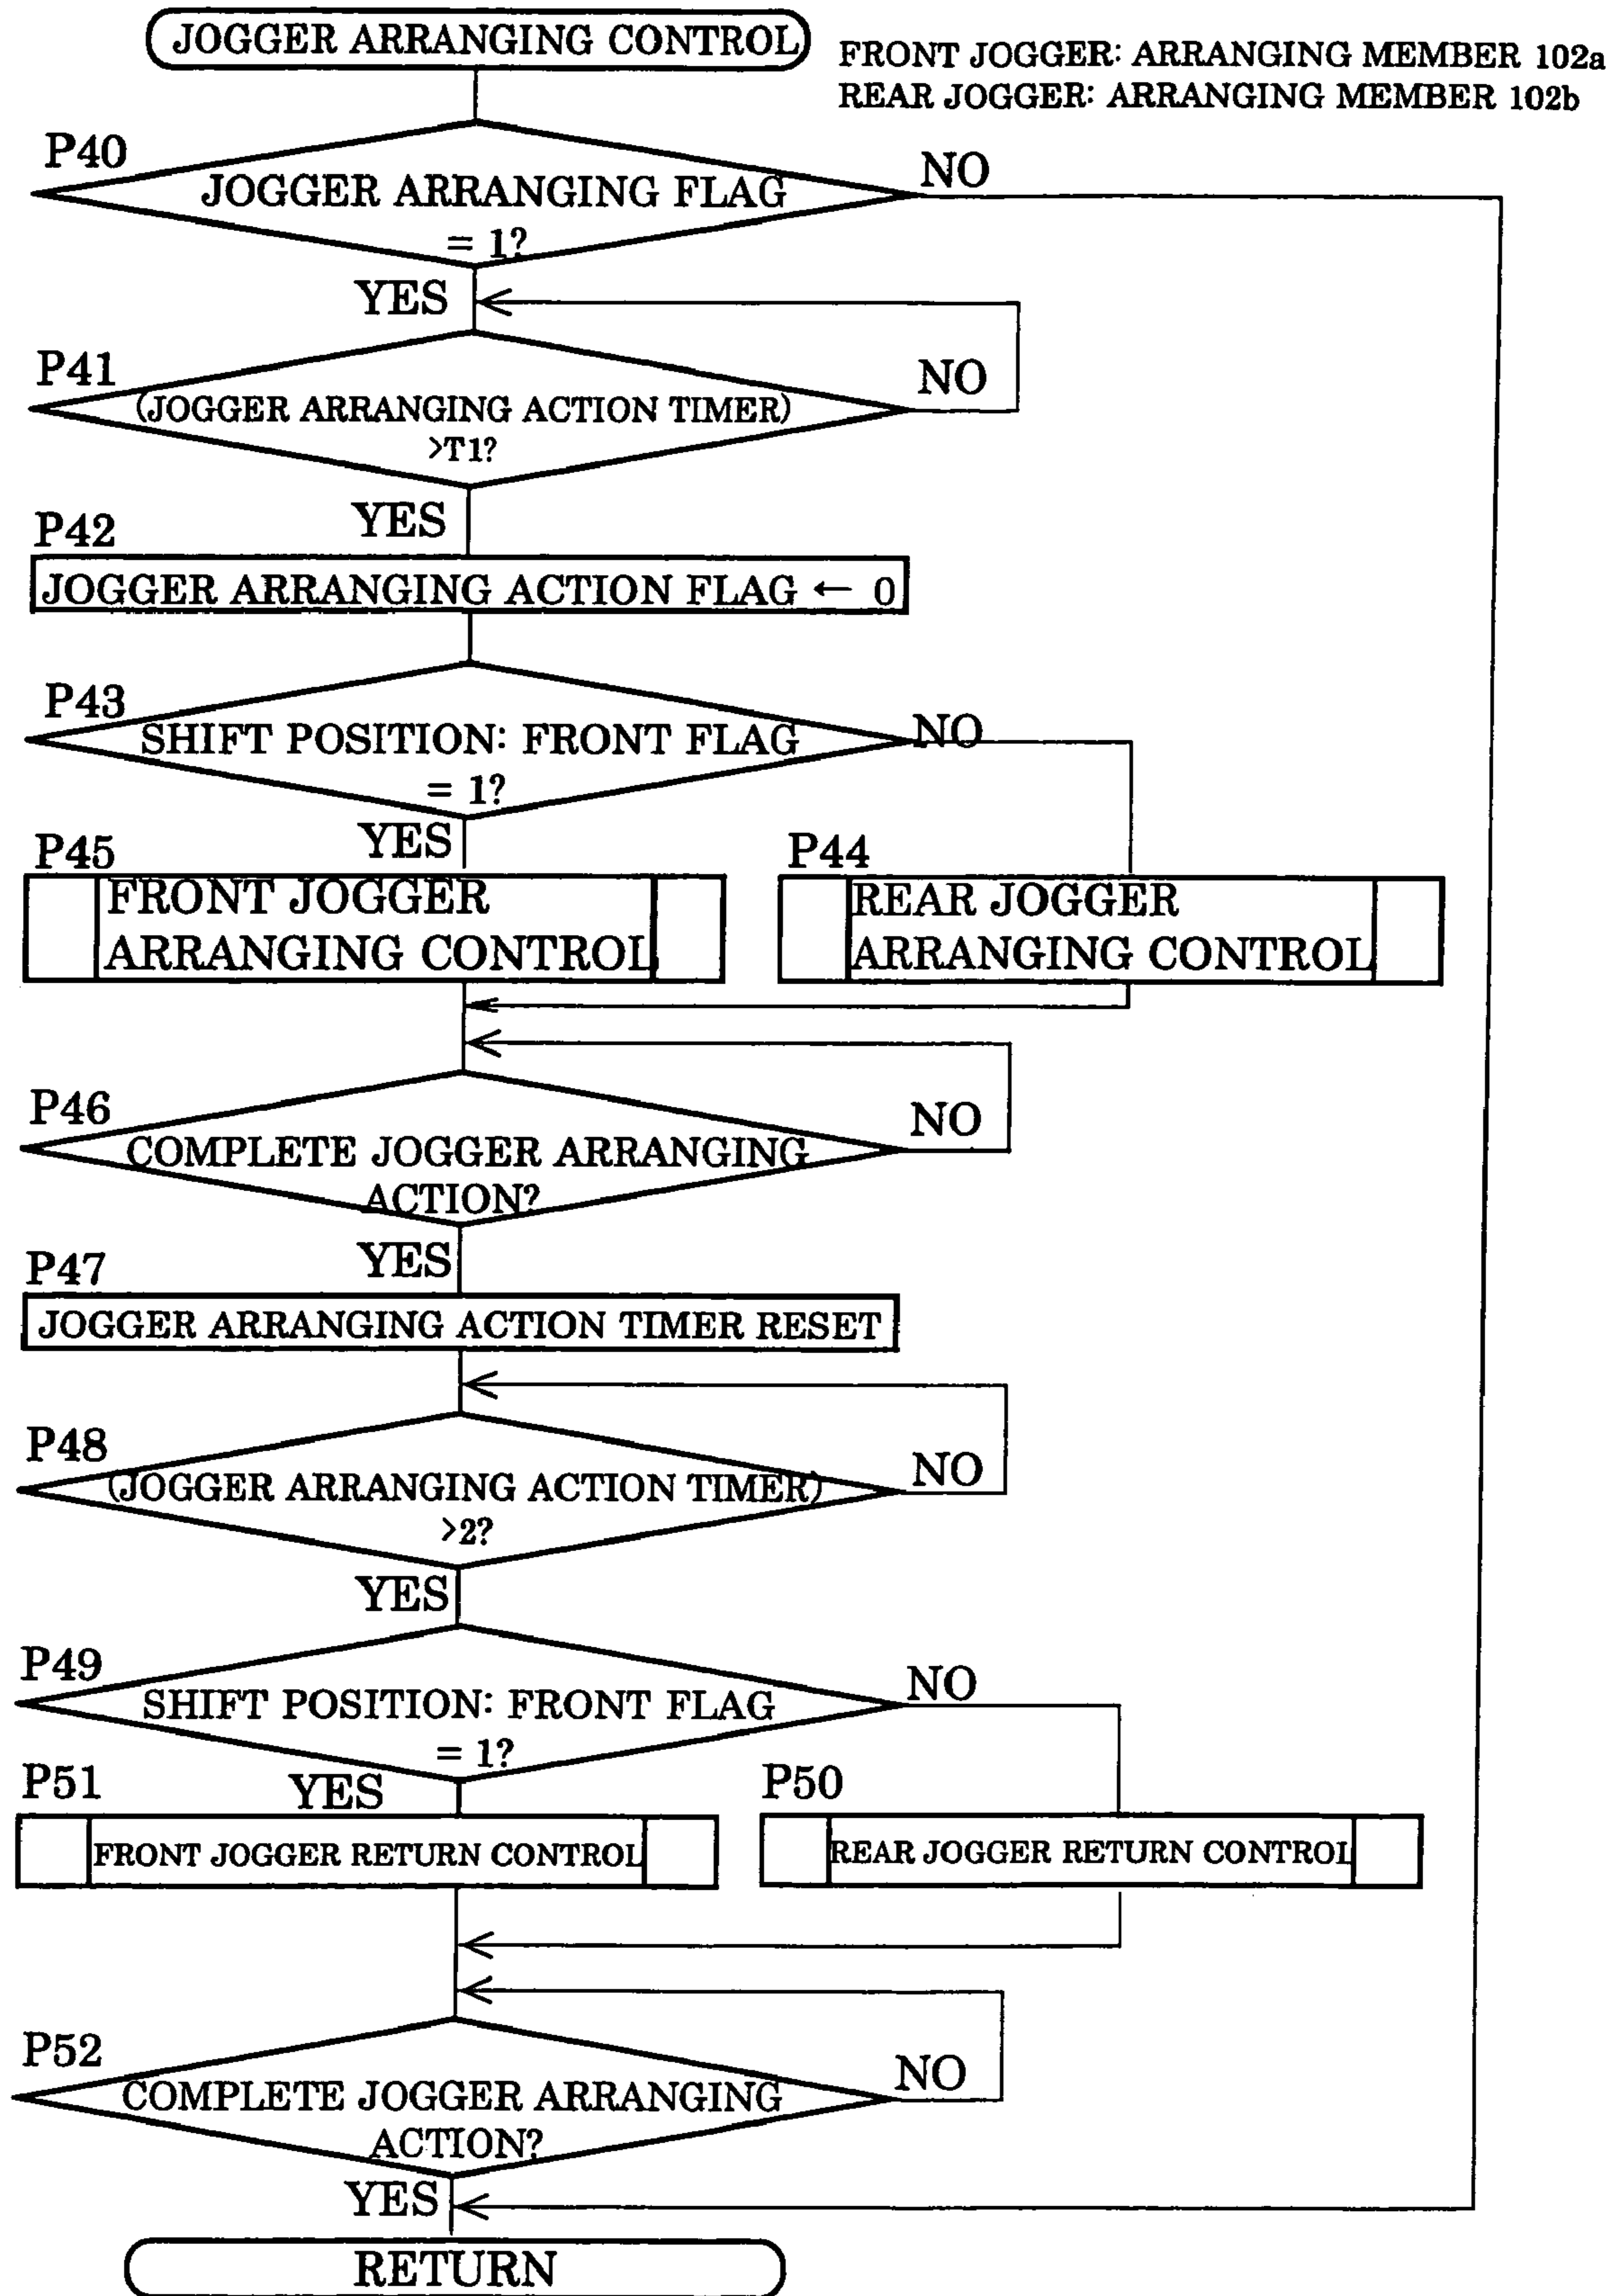 JOGGER ARRANGING CONTROL
FRONT JOGGER: ARRANGING MEMBER 102a
REAR JOGGER: ARRANGING MEMBER 102b
P40
JOGGER ARRANGING FLAG
= 1?
NO
YES
P41
(JOGGER ARRANGING ACTION TIMER)
>T1?
NO
YES
P42
JOGGER ARRANGING ACTION FLAG ← 0
P43
SHIFT POSITION: FRONT FLAG
= 1?
NO
YES
P45
FRONT JOGGER
ARRANGING CONTROL
P44
REAR JOGGER
ARRANGING CONTROL
P46
COMPLETE JOGGER ARRANGING
ACTION?
NO
YES
P47
JOGGER ARRANGING ACTION TIMER RESET
P48
(JOGGER ARRANGING ACTION TIMER)
>2?
NO
YES
P49
SHIFT POSITION: FRONT FLAG
= 1?
NO
YES
P51
FRONT JOGGER RETURN CONTROL
P50
REAR JOGGER RETURN CONTROL
P52
COMPLETE JOGGER ARRANGING
ACTION?
NO
YES
RETURN